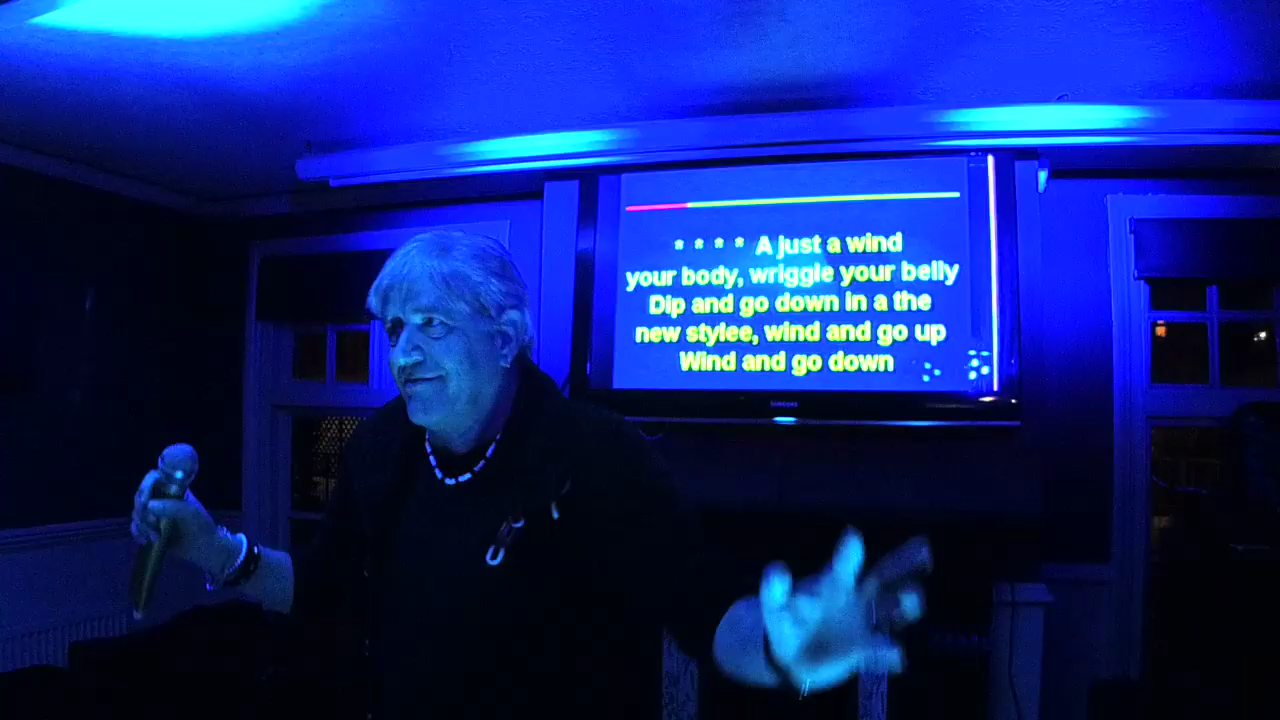 * * * * A just a wind
your body, wriggle your belly
Dip and go down in a the
new stylee, wind and go up
Wind and go down
SAMSUNG